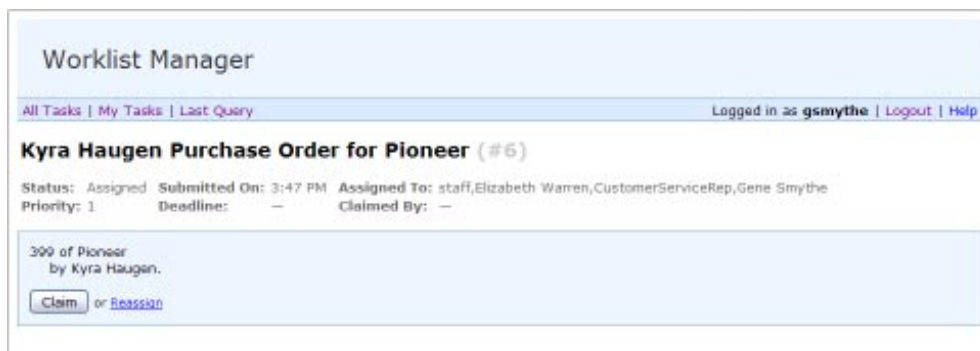 Worklist Manager
All Tasks | My Tasks | Last Query Logged in as gsmythe | Logout | Help
Kyra Haugen Purchase Order for Pioneer (#6)
Status: Assigned Submitted On: 3:47 PM Assigned To: staff,Elizabeth Warren,CustomerServiceRep,Gene Smythe
Priority: 1 Deadline: — Claimed By: —
399 of Pioneer
by Kyra Haugen.
Claim or Reassign